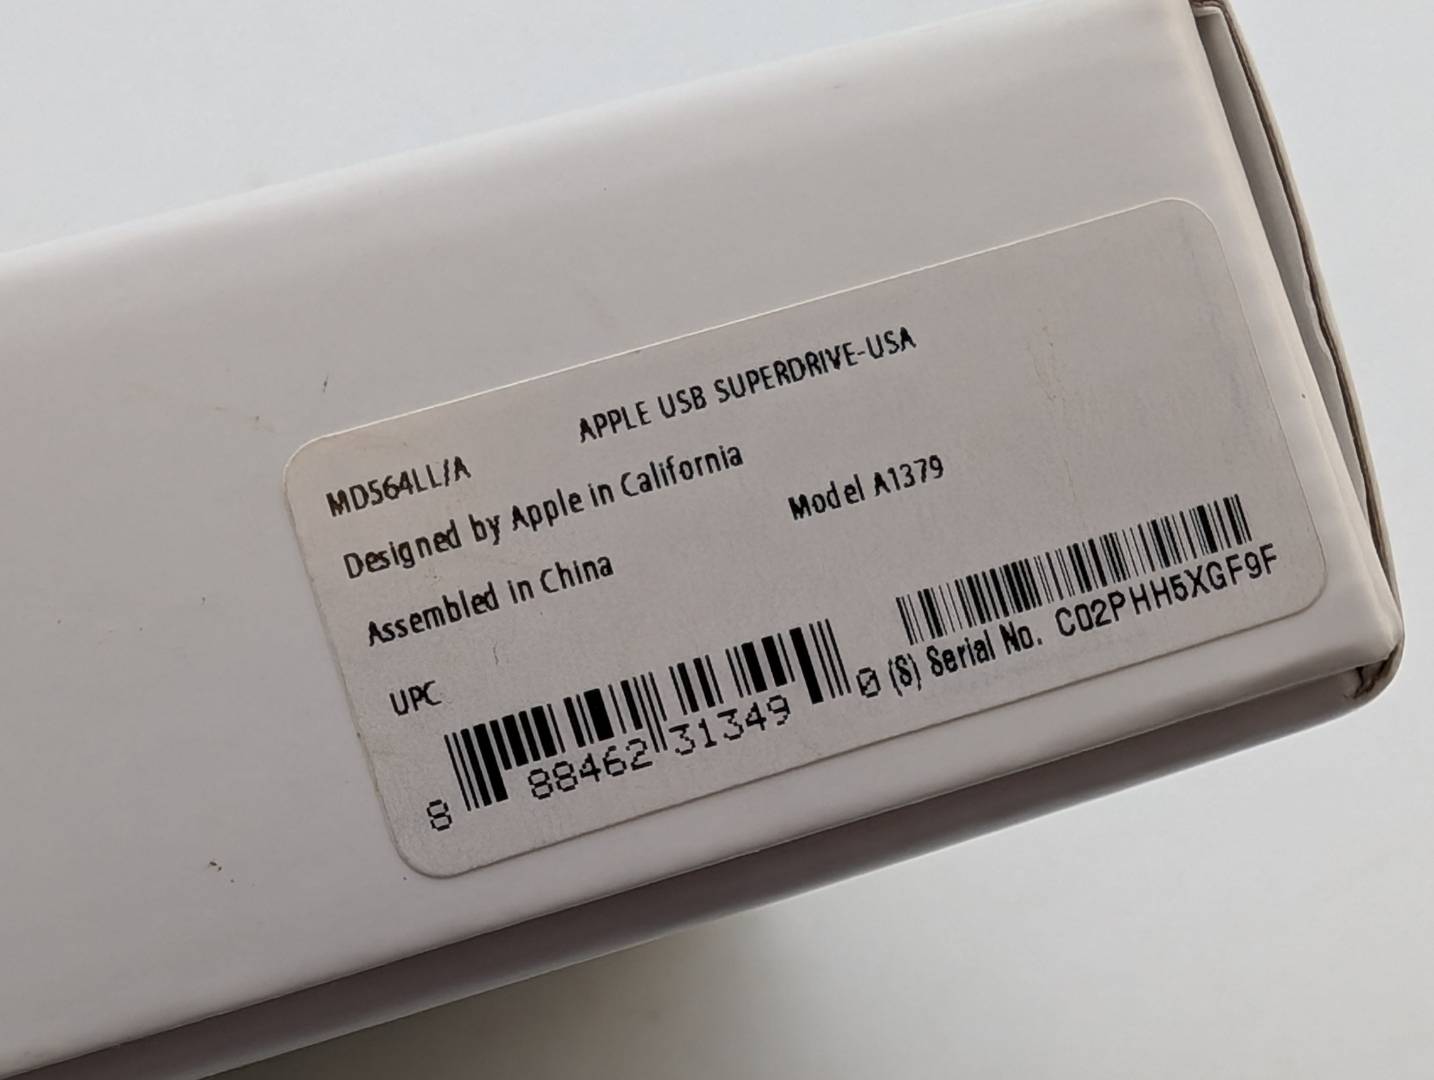 MD564LL/A APPLE USB SUPERDRIVE-USA
Designed by Apple in California
Assembled in China Model A1379
UPC
8 88462 31349 0
(S) Serial No. C02PHH5XGF9F